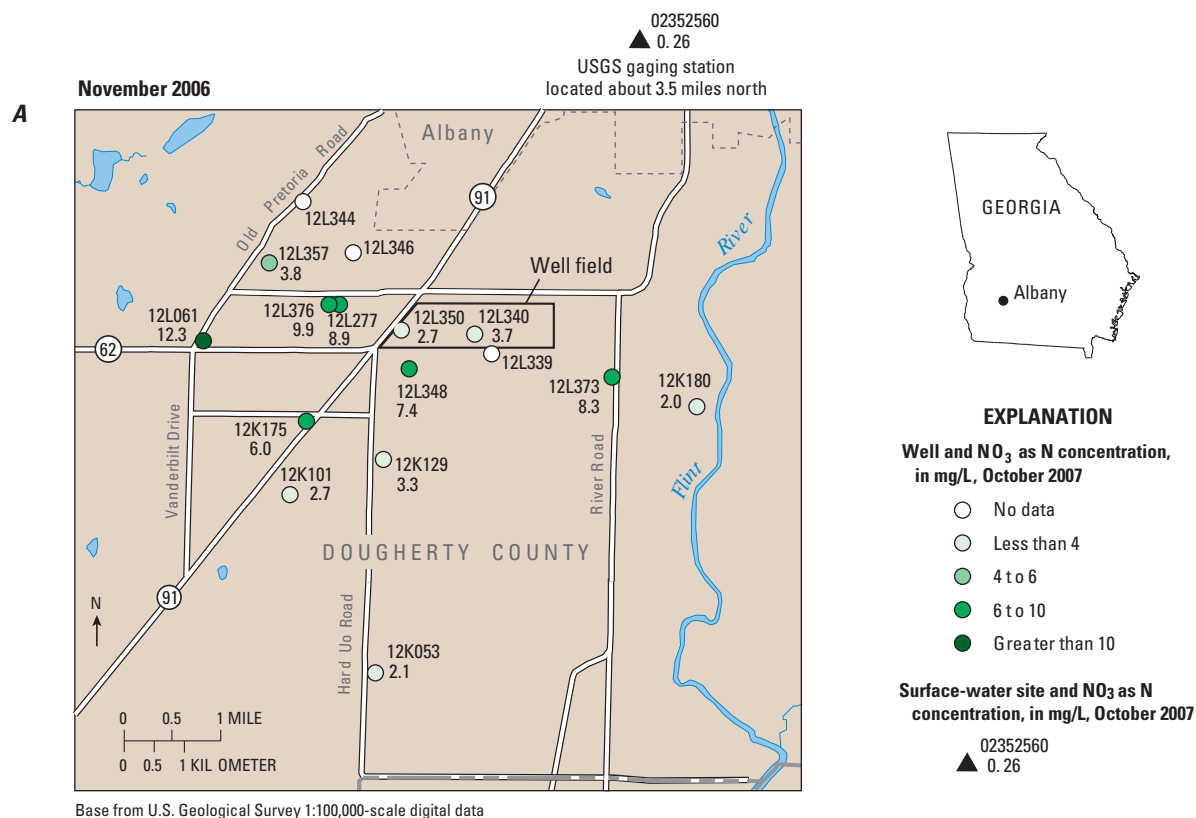 02352560
0. 26
USGS gaging station
located about 3.5 miles north
November 2006
A
Albany
Old Pretoria Road
91
12L344
12L346
12L357
3.8
Well field
River
12L376
9.9
12L277
8.9
12L350
2.7
12L340
3.7
12L061
12.3
62
12L339
12L348
7.4
12L373
8.3
12K180
2.0
12K175
6.0
Vanderbilt Drive
12K129
3.3
12K101
2.7
River Road
Flint
DOUGHERTY COUNTY
91
N
Hard Uo Road
12K053
2.1
0 0.5 1 MILE
0 0.5 1 KIL OMETER
Base from U.S. Geological Survey 1:100,000-scale digital data
GEORGIA
Albany
EXPLANATION
Well and NO3 as N concentration,
in mg/L, October 2007
No data
Less than 4
4 to 6
6 to 10
Greater than 10
Surface-water site and NO3 as N
concentration, in mg/L, October 2007
02352560
0. 26